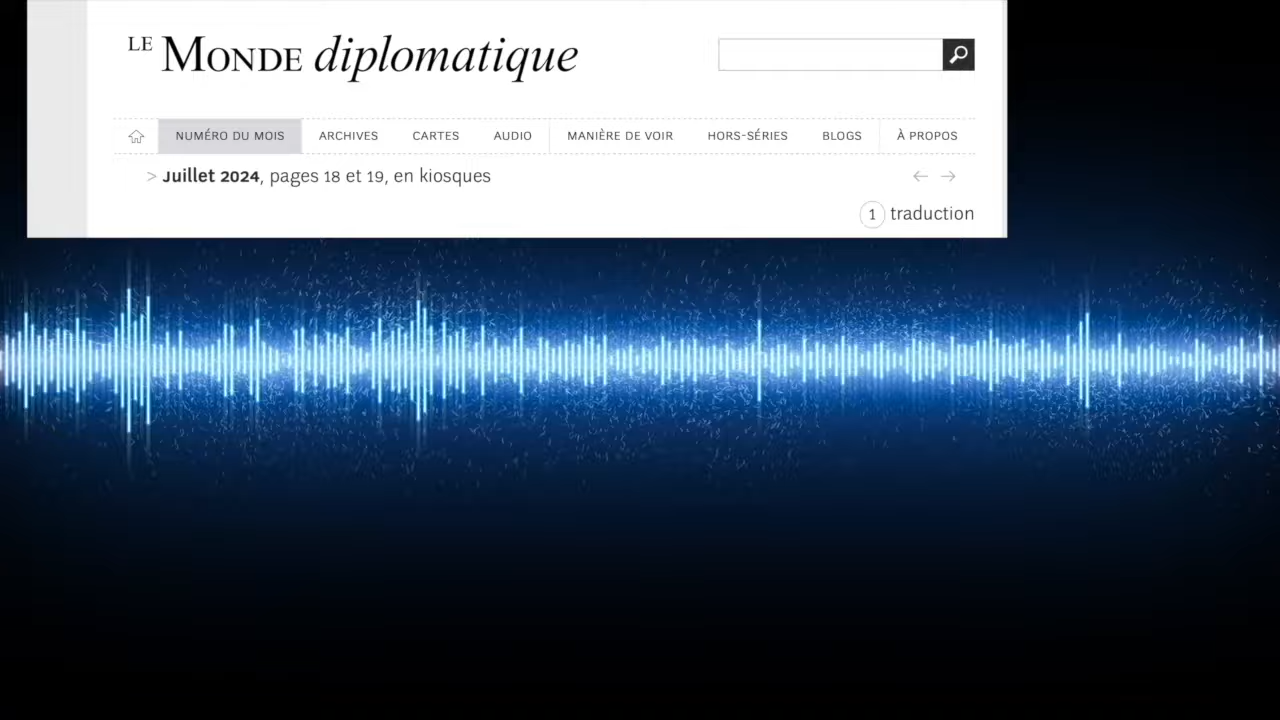 LE MONDE diplomatique
NUMÉRO DU MOIS ARCHIVES CARTES AUDIO MANIÈRE DE VOIR HORS-SÉRIES BLOGS À PROPOS
> Juillet 2024, pages 18 et 19, en kiosques
1 traduction